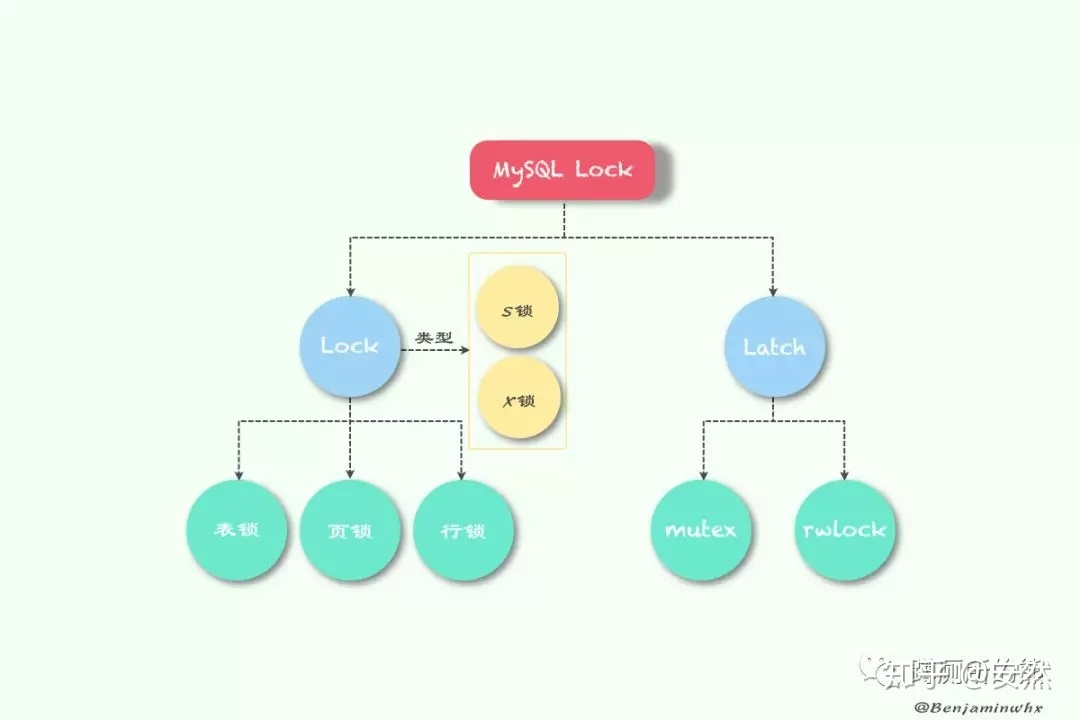 MySQL Lock
Lock
类型
S锁
X锁
Latch
表锁
页锁
行锁
mutex
rwlock
知乎 @安然
@Benjaminwhx